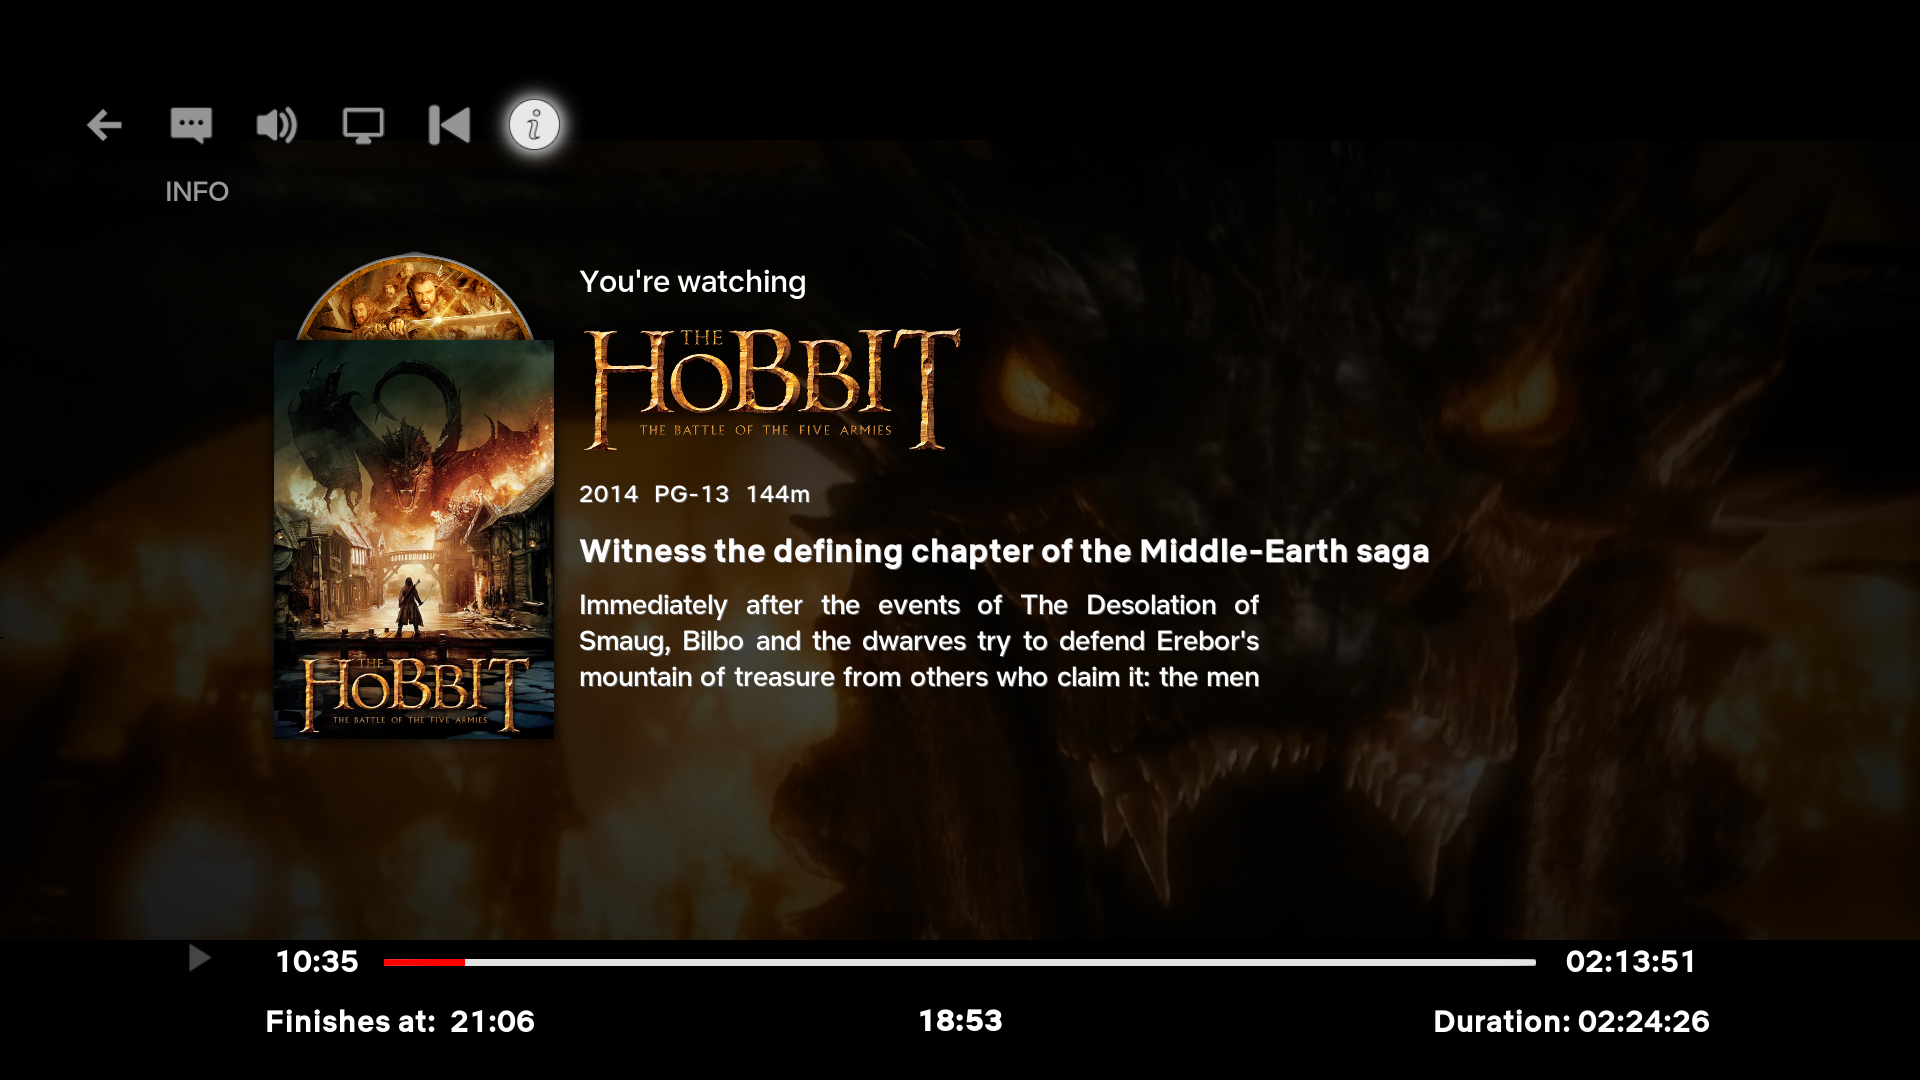 INFO
You're watching
THE
HOBBIT
THE BATTLE OF THE FIVE ARMIES
2014 PG-13 144m
Witness the defining chapter of the Middle-Earth saga
Immediately after the events of The Desolation of
Smaug, Bilbo and the dwarves try to defend Erebor's
mountain of treasure from others who claim it: the men
THE
HOBBIT
THE BATTLE OF THE FIVE ARMIES
10:35
02:13:51
Finishes at: 21:06
18:53
Duration: 02:24:26